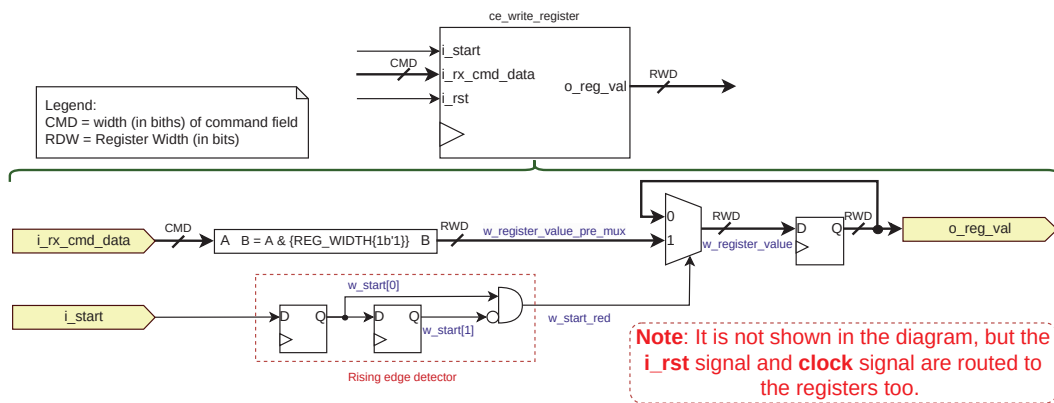 ce_write_register
i_start
CMD
i_rx_cmd_data
o_reg_val
RWD
i_rst
Legend:
CMD = width (in biths) of command field
RDW = Register Width (in bits)
i_rx_cmd_data
CMD
A B = A & {REG_WIDTH{1b'1}} B
RWD
w_register_value_pre_mux
0
1
RWD
w_register_value
D Q
RWD
o_reg_val
i_start
D Q
w_start[0]
D Q
w_start[1]
w_start_red
Rising edge detector
Note: It is not shown in the diagram, but the
i_rst signal and clock signal are routed to
the registers too.